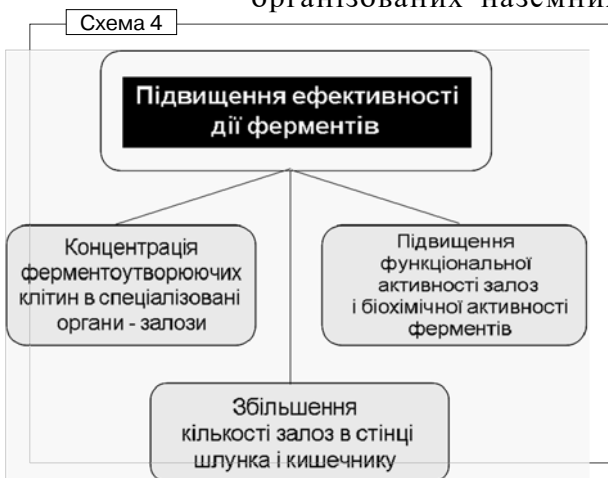 організованих наземни
Схема 4
Підвищення ефективності
дії ферментів
Концентрація
ферментоутворюючих
клітин в спеціалізовані
органи - залози
Підвищення
функціональної
активності залоз
і біохімічної активності
ферментів
Збільшення
кількості залоз в стінці
шлунка і кишечнику